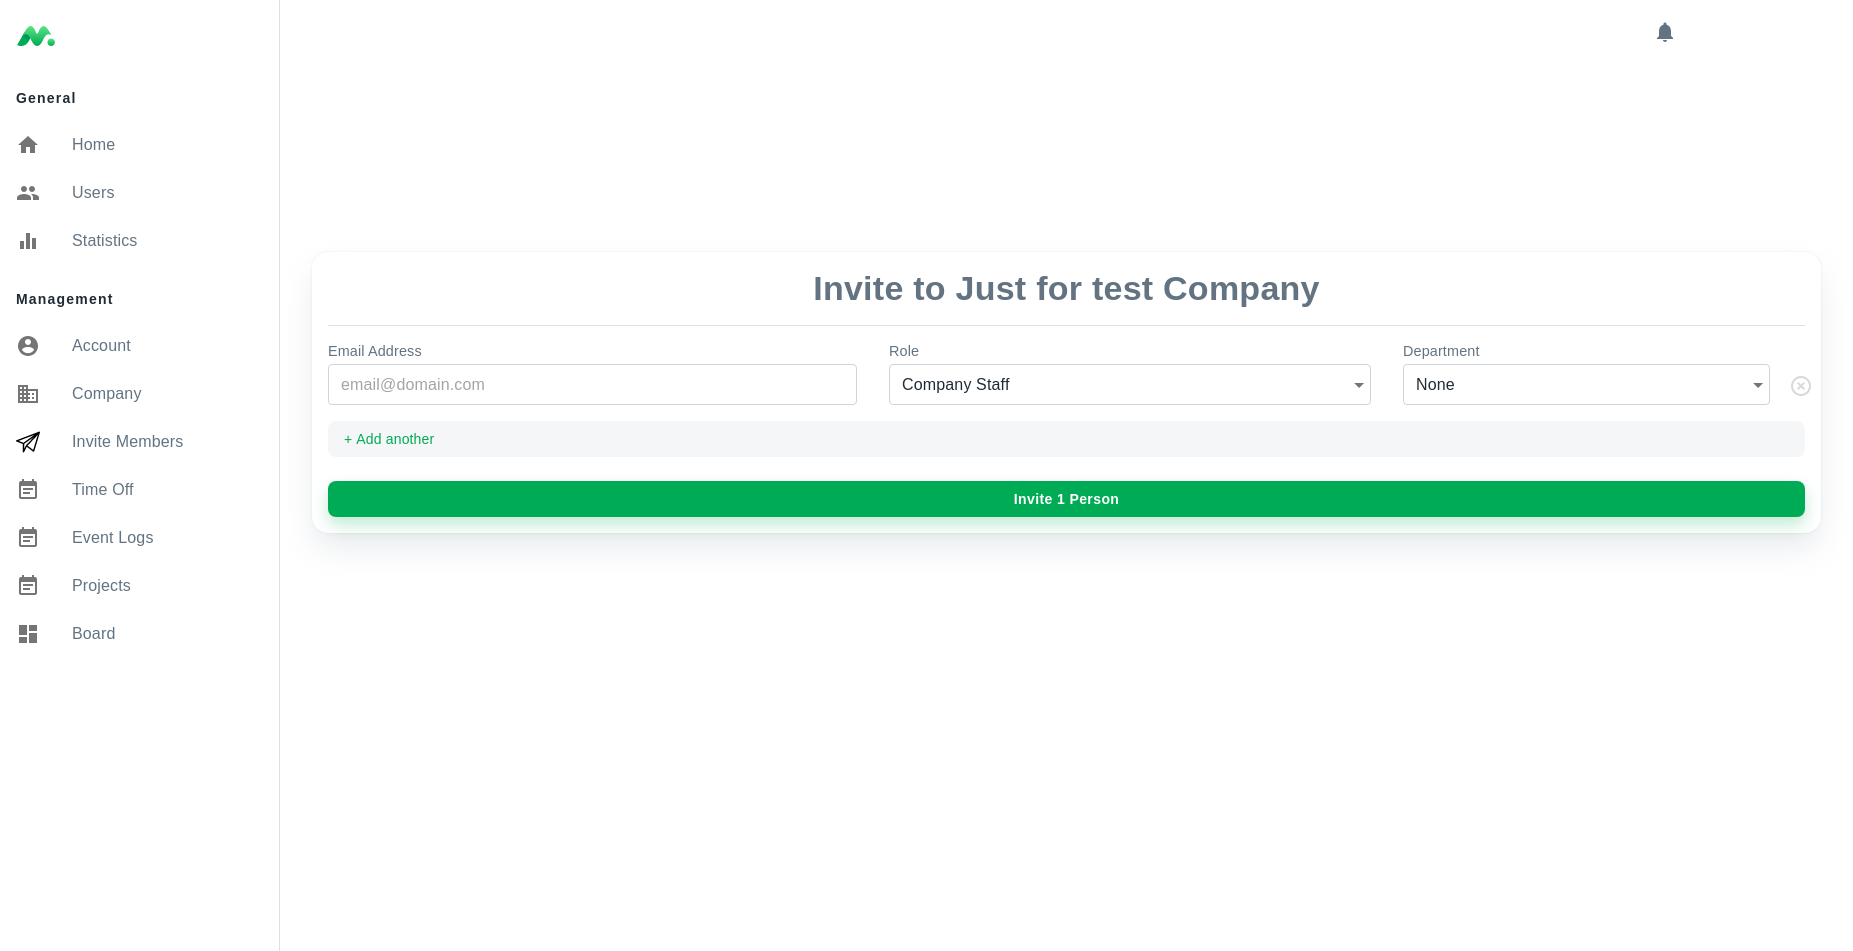 General
Home
Users
Statistics
Management
Account
Company
Invite Members
Time Off
Event Logs
Projects
Board
Invite to Just for test Company
Email Address
Role
Department
email@domain.com
Company Staff
None
+ Add another
Invite 1 Person